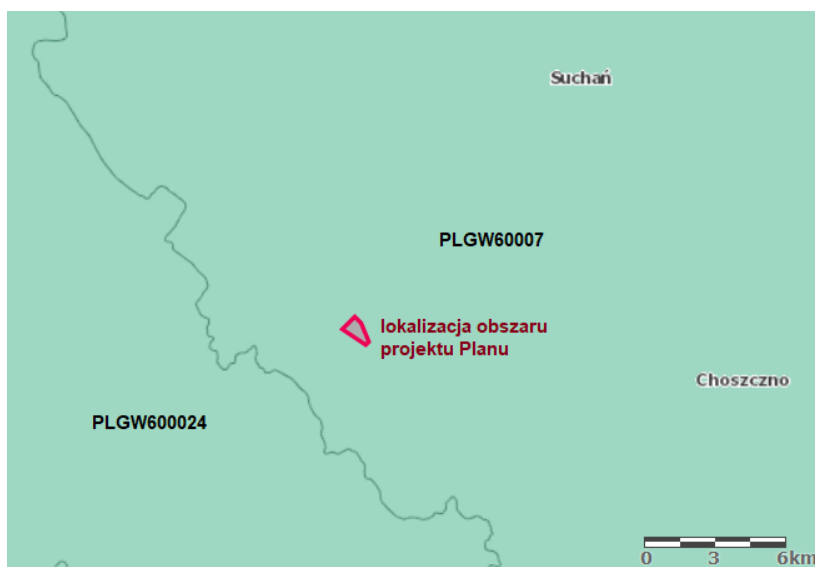 Suchań
PLGW60007
lokalizacja obszaru
projektu Planu
Choszczno
PLGW600024
0 3 6km